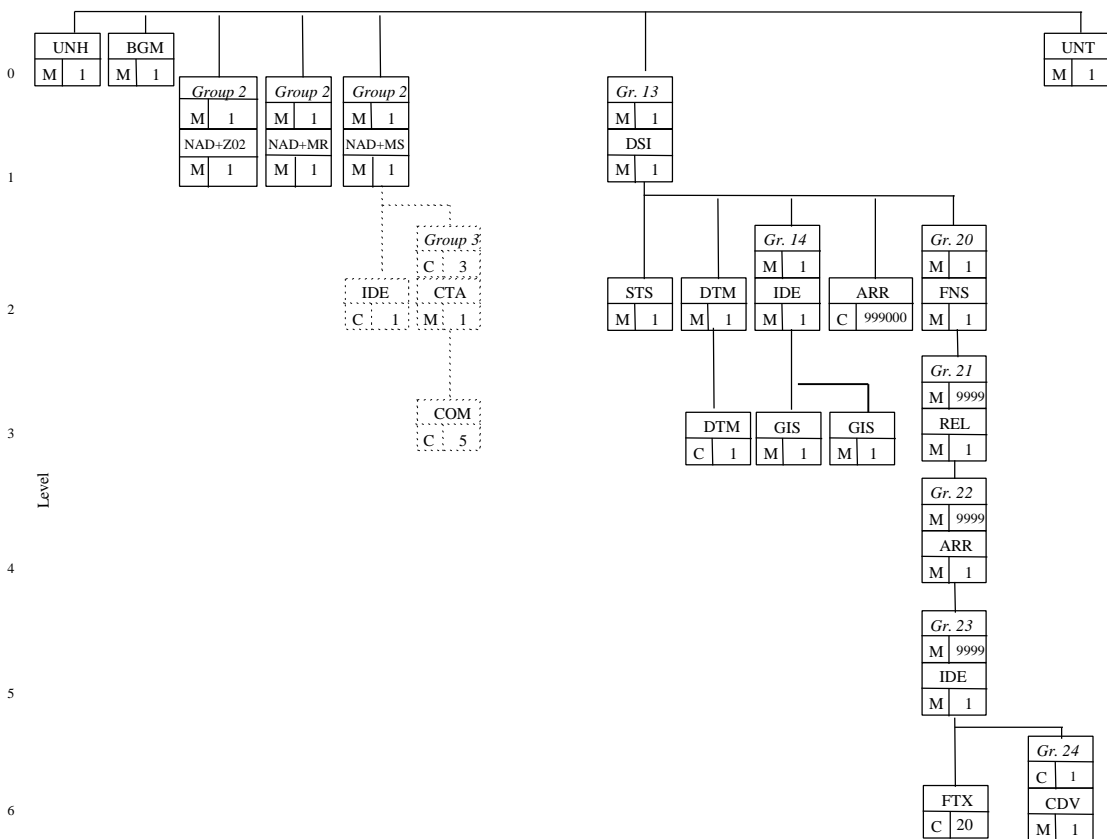 UNH BGM UNT
M 1 M 1 M 1
0
Group 2 Group 2 Group 2 Gr. 13
M 1 M 1 M 1 M 1
NAD+Z02 NAD+MR NAD+MS DSI
M 1 M 1 M 1 M 1
1
Group 3 Gr. 14 Gr. 20
C 3 M 1 M 1
IDE CTA STS DTM IDE ARR FNS
C 1 M 1 M 1 M 1 M 1 C 999000 M 1
2
Gr. 21
M 9999
COM DTM GIS GIS REL
C 5 C 1 M 1 M 1 M 1
3
Level
Gr. 22
M 9999
ARR
M 1
4
Gr. 23
M 9999
IDE
M 1
5
Gr. 24
C 1
FTX CDV
C 20 M 1
6